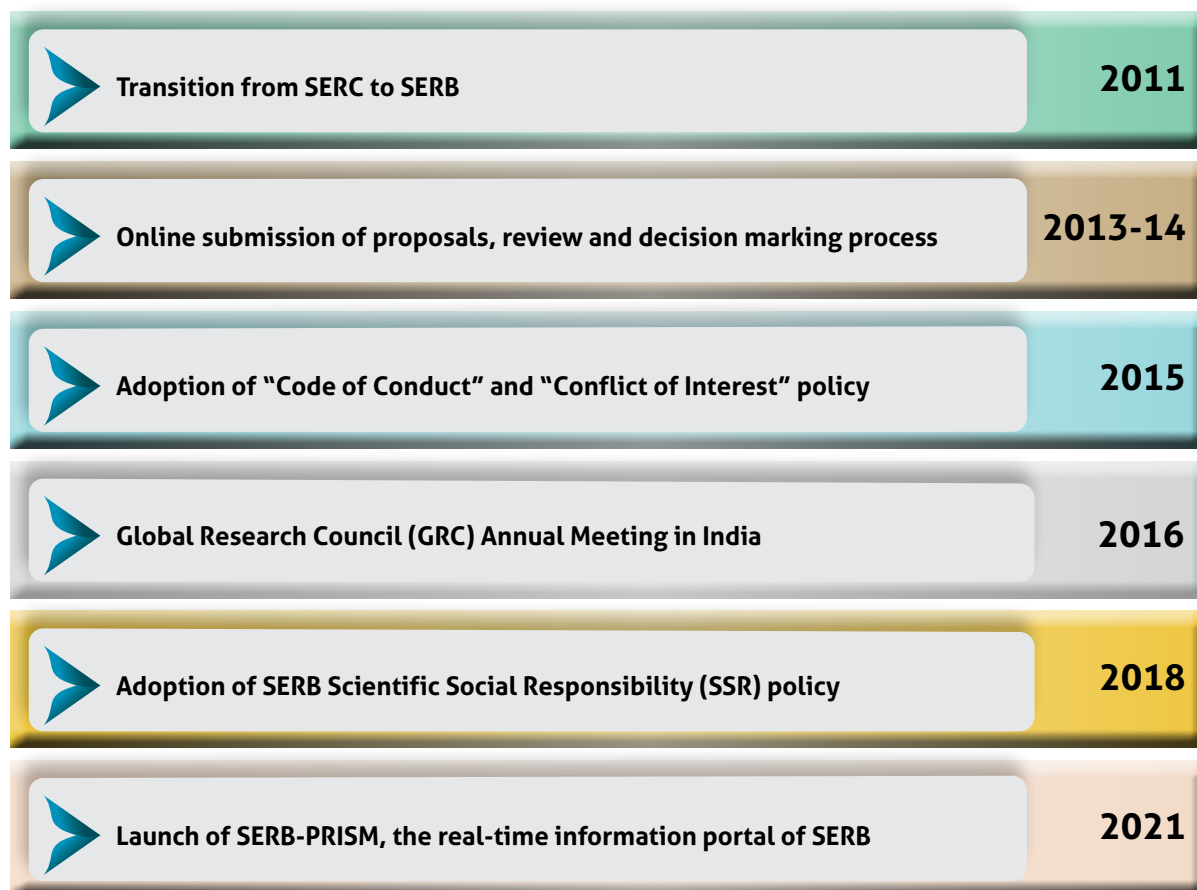 Transition from SERC to SERB
2011
Online submission of proposals, review and decision marking process
2013-14
Adoption of “Code of Conduct” and “Conflict of Interest” policy
2015
Global Research Council (GRC) Annual Meeting in India
2016
Adoption of SERB Scientific Social Responsibility (SSR) policy
2018
Launch of SERB-PRISM, the real-time information portal of SERB
2021